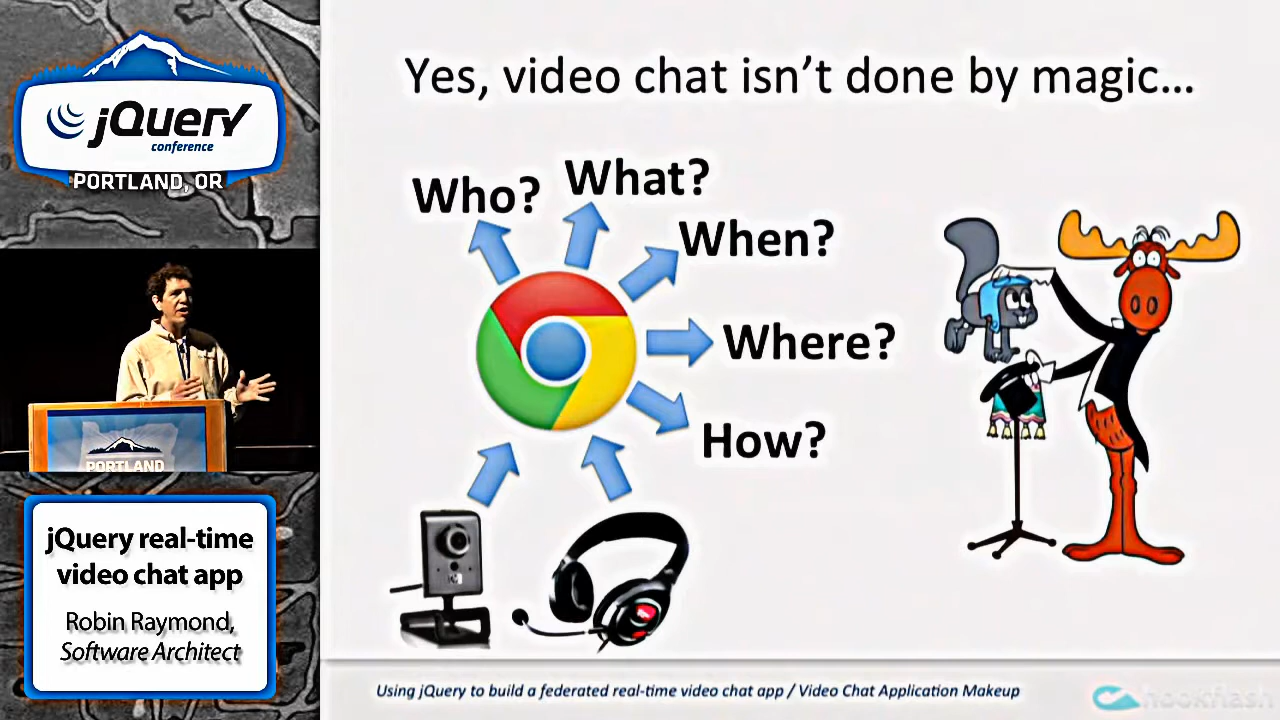 jQuery
conference
PORTLAND, OR
PORTLAND
jQuery real-time
video chat app
Robin Raymond,
Software Architect
Yes, video chat isn't done by magic...
Who?
What?
When?
Where?
How?
Using jQuery to build a federated real-time video chat app / Video Chat Application Makeup
hookflash